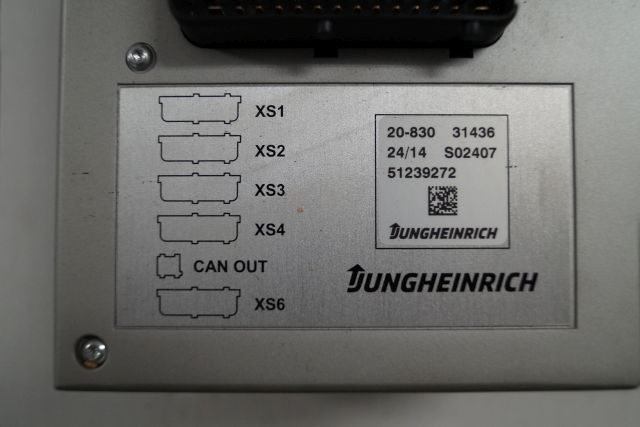 XS1
XS2
XS3
XS4
CAN OUT
XS6
20-830 31436
24/14 S02407
51239272
JUNGHEINRICH
JUNGHEINRICH